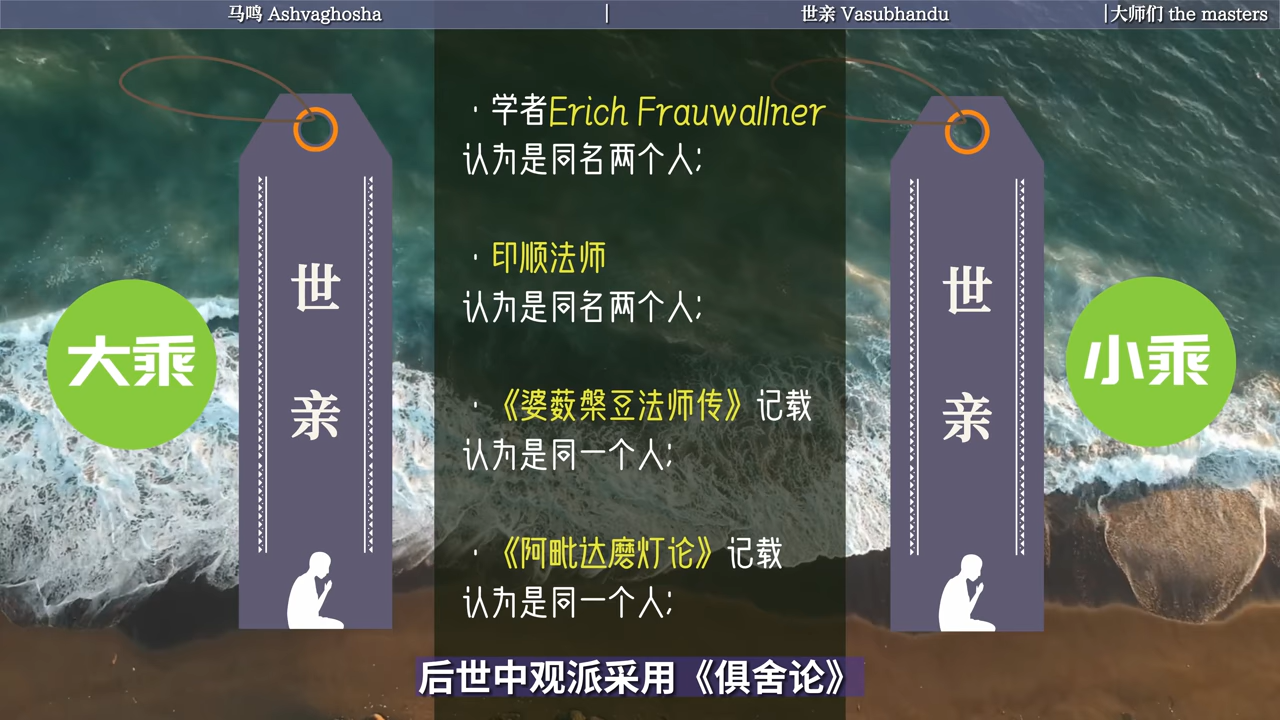 马鸣 Ashvaghosha | 世亲 Vasubhandu |大师们 the masters
· 学者Erich Frauwallner
认为是同名两个人;
· 印顺法师
认为是同名两个人;
· 《婆薮槃豆法师传》记载
认为是同一个人;
· 《阿毗达磨灯论》记载
认为是同一个人;
世亲
大乘
世亲
小乘
后世中观派采用《俱舍论》